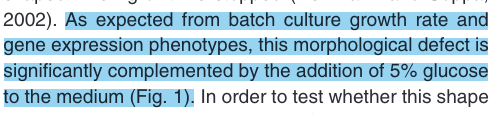 2002). As expected from batch culture growth rate and
gene expression phenotypes, this morphological defect is
significantly complemented by the addition of 5% glucose
to the medium (Fig. 1). In order to test whether this shape